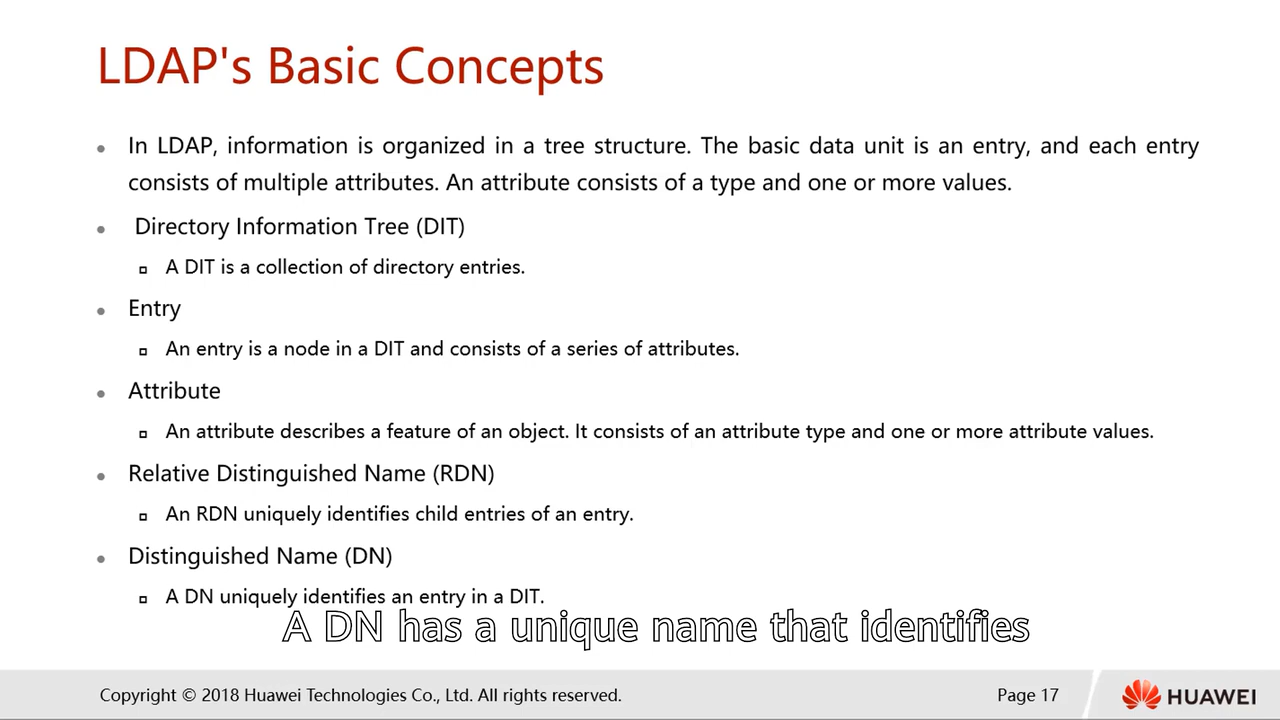 LDAP's Basic Concepts
In LDAP, information is organized in a tree structure. The basic data unit is an entry, and each entry
consists of multiple attributes. An attribute consists of a type and one or more values.
Directory Information Tree (DIT)
A DIT is a collection of directory entries.
Entry
An entry is a node in a DIT and consists of a series of attributes.
Attribute
An attribute describes a feature of an object. It consists of an attribute type and one or more attribute values.
Relative Distinguished Name (RDN)
An RDN uniquely identifies child entries of an entry.
Distinguished Name (DN)
A DN uniquely identifies an entry in a DIT.
A DN has a unique name that identifies
Copyright © 2018 Huawei Technologies Co., Ltd. All rights reserved.
Page 17
HUAWEI